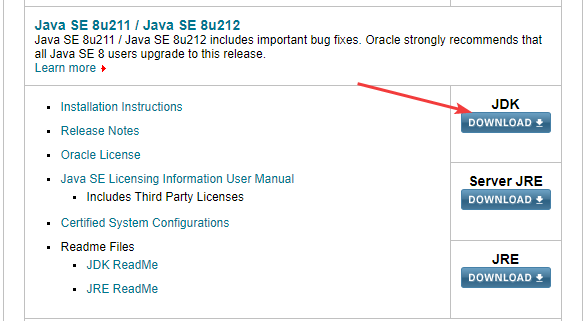 Java SE 8u211 / Java SE 8u212
Java SE 8u211 / Java SE 8u212 includes important bug fixes. Oracle strongly recommends that
all Java SE 8 users upgrade to this release.
Learn more
Installation Instructions
Release Notes
Oracle License
Java SE Licensing Information User Manual
Includes Third Party Licenses
Certified System Configurations
Readme Files
JDK ReadMe
JRE ReadMe
JDK
DOWNLOAD
Server JRE
DOWNLOAD
JRE
DOWNLOAD